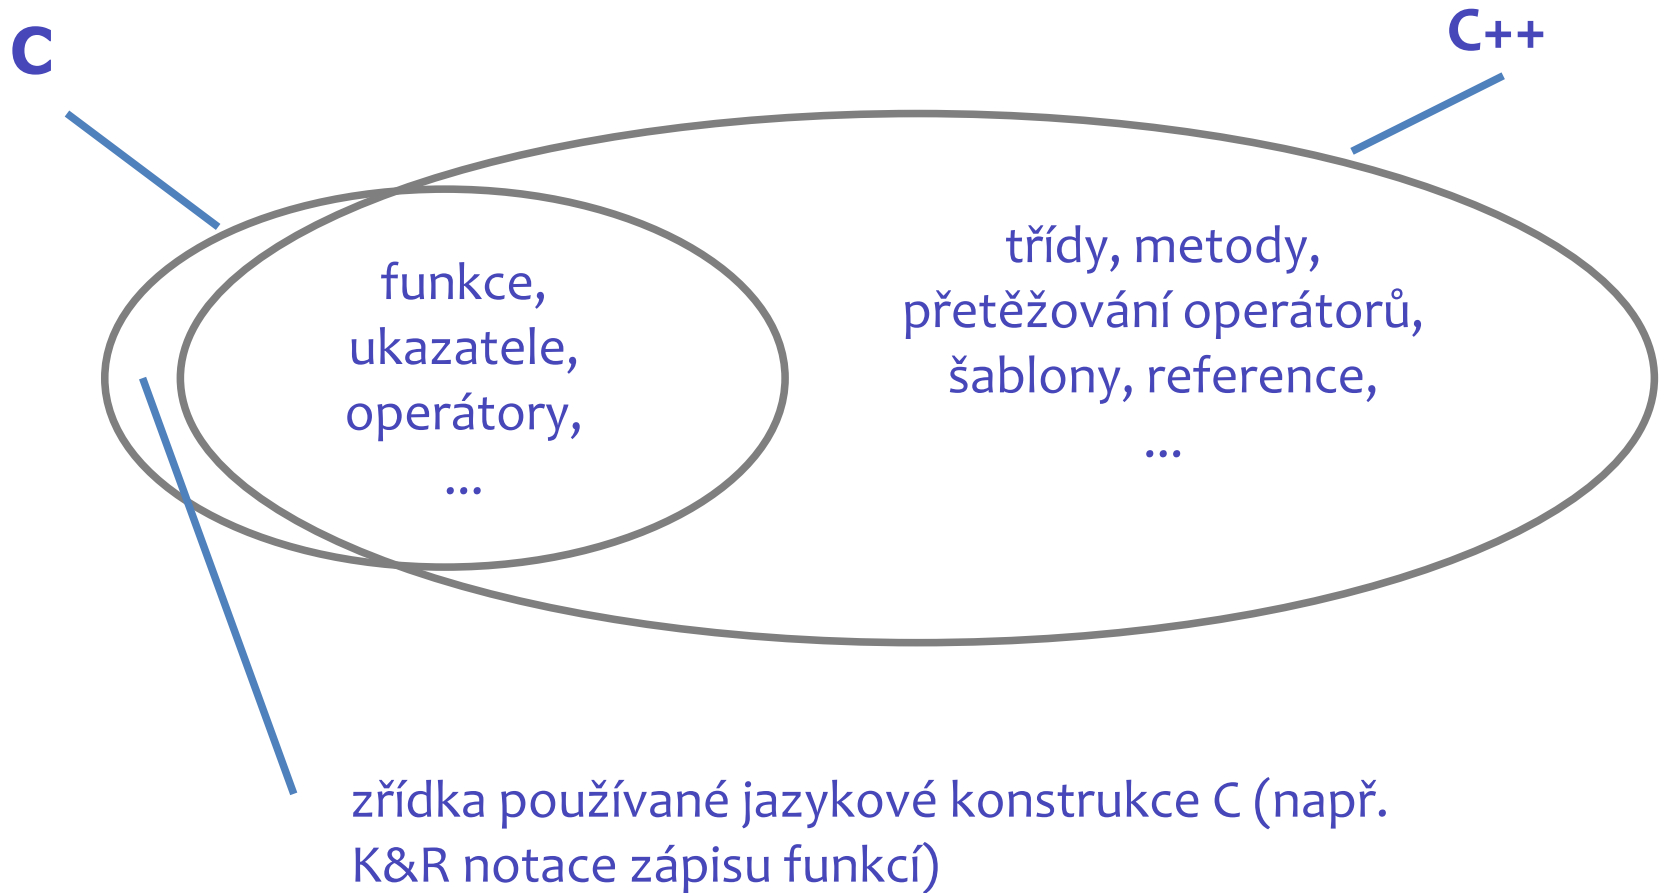 C
C++
funkce,
ukazatele,
operátory,
...
třídy, metody,
přetěžování operátorů,
šablony, reference,
...
zřídka používané jazykové konstrukce C (např.
K&R notace zápisu funkcí)